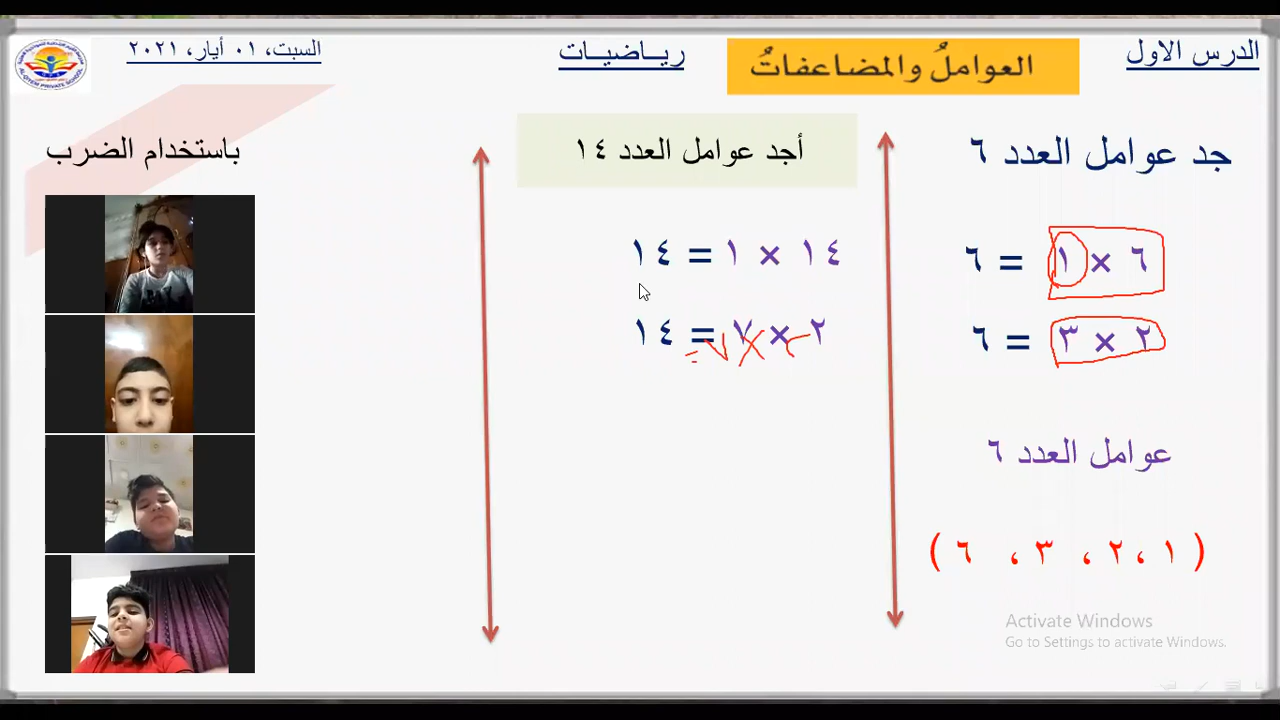 الدرس الاول
العواملُ والمضاعفاتُ
رياضيات
السبت، ٠١ أيار، ٢٠٢١
جد عوامل العدد ٦
٦ × ١ = ٦
٢ × ٣ = ٦
عوامل العدد ٦
( ١ ، ٢ ، ٣ ، ٦ )
أجد عوامل العدد ١٤
١٤ × ١ = ١٤
٢ × ٧ = ١٤
٢ × ٧ =
باستخدام الضرب
Activate Windows
Go to Settings to activate Windows.